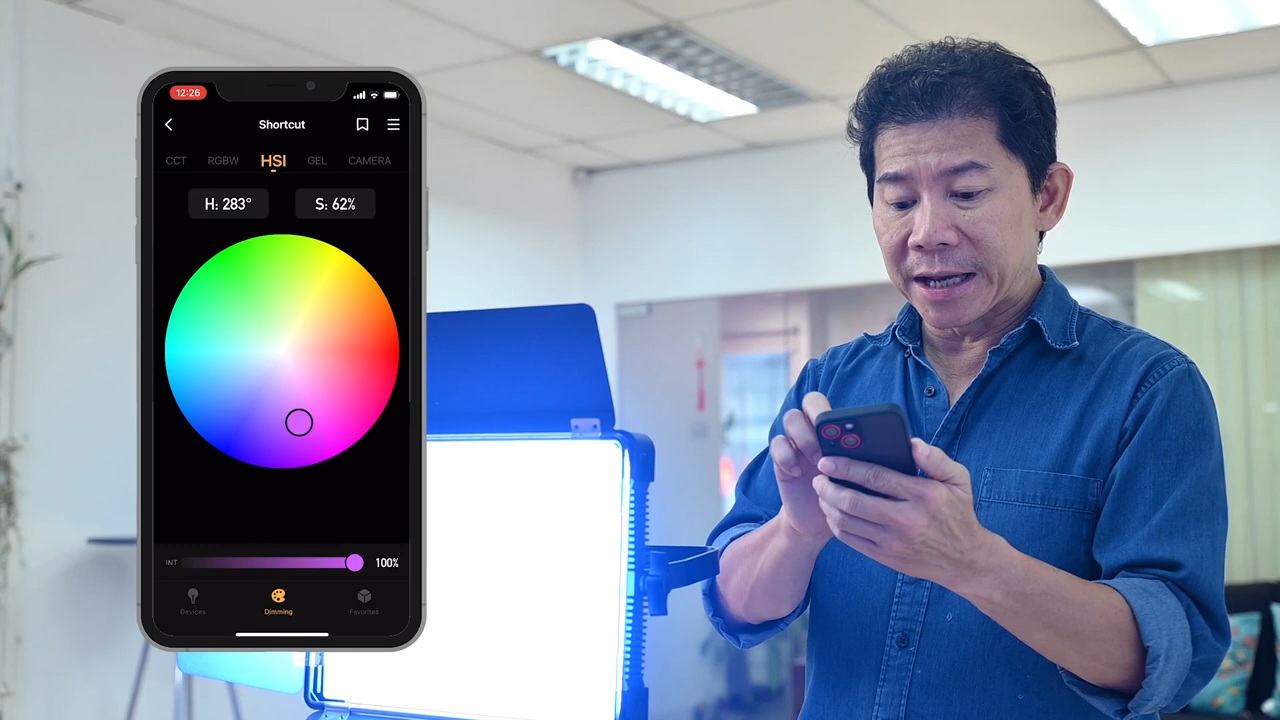 12:26
Shortcut
CCT RGBW HSI GEL CAMERA
H: 283° S: 62%
INT 100%
Devices Dimming Favorites